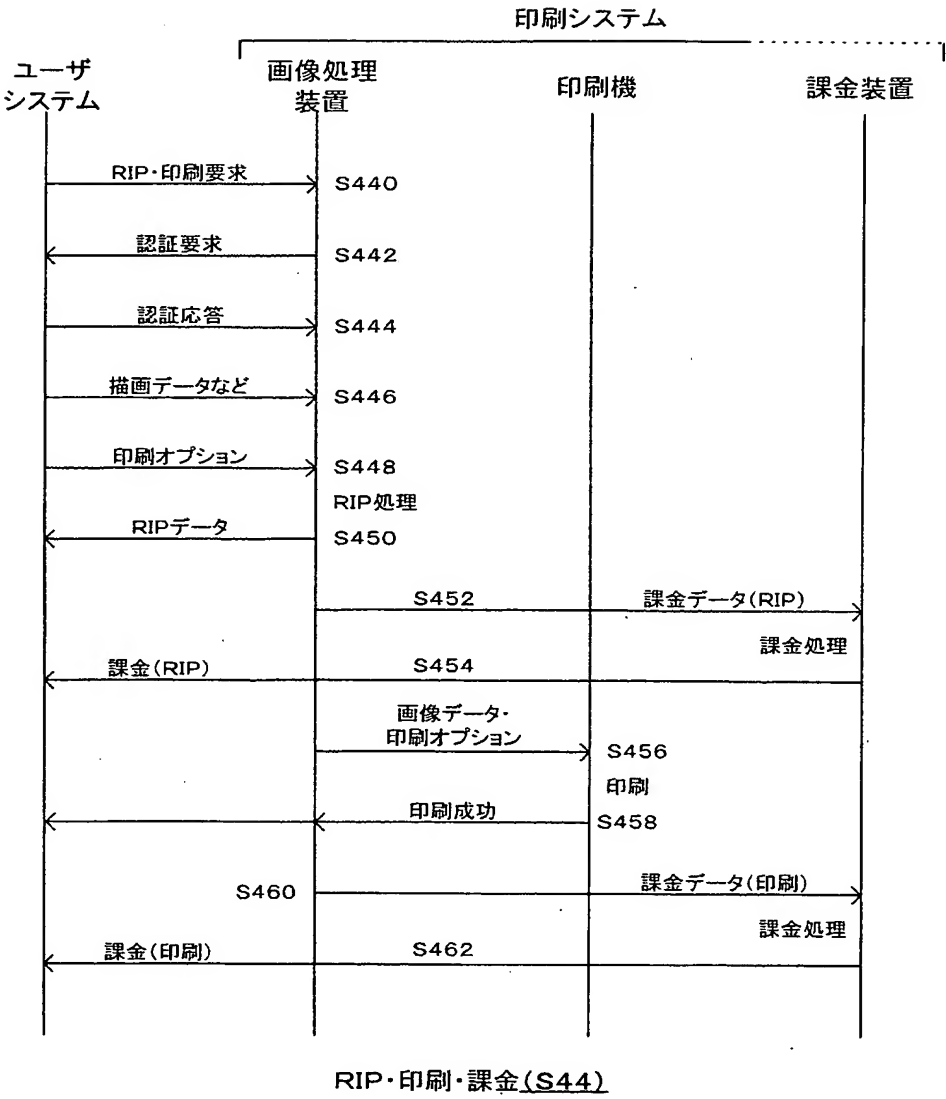 印刷システム
ユーザ
システム
画像処理
装置
印刷機
課金装置
RIP・印刷要求
S440
認証要求
S442
認証応答
S444
描画データなど
S446
印刷オプション
S448
RIP処理
RIPデータ
S450
S452
課金データ(RIP)
課金処理
課金(RIP)
S454
画像データ・
印刷オプション
S456
印刷
印刷成功
S458
S460
課金データ(印刷)
課金処理
課金(印刷)
S462
RIP・印刷・課金(S44)